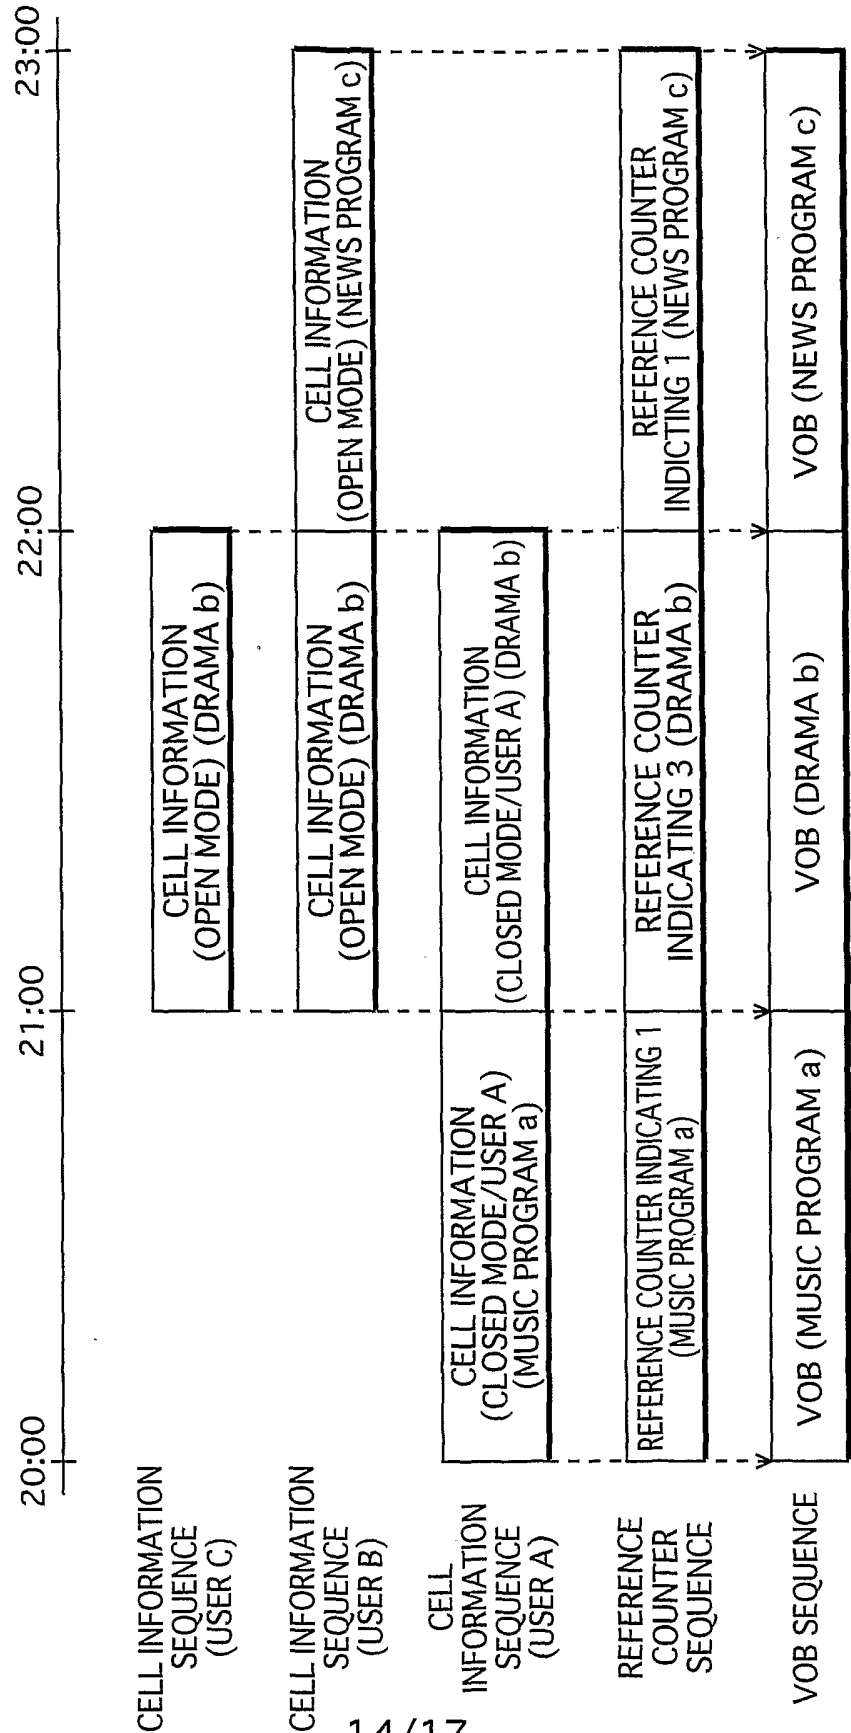 20:00
21:00
22:00
23:00
CELL INFORMATION
SEQUENCE
(USER C)
CELL INFORMATION
(OPEN MODE) (DRAMA b)
CELL INFORMATION
SEQUENCE
(USER B)
CELL INFORMATION
(OPEN MODE) (DRAMA b)
CELL INFORMATION
(OPEN MODE) (NEWS PROGRAM c)
CELL
INFORMATION
SEQUENCE
(USER A)
CELL INFORMATION
(CLOSED MODE/USER A)
(MUSIC PROGRAM a)
CELL INFORMATION
(CLOSED MODE/USER A) (DRAMA b)
REFERENCE
COUNTER
SEQUENCE
REFERENCE COUNTER INDICATING 1
(MUSIC PROGRAM a)
REFERENCE COUNTER
INDICATING 3 (DRAMA b)
REFERENCE COUNTER
INDICTING 1 (NEWS PROGRAM c)
VOB SEQUENCE
VOB (MUSIC PROGRAM a)
VOB (DRAMA b)
VOB (NEWS PROGRAM c)
14/17